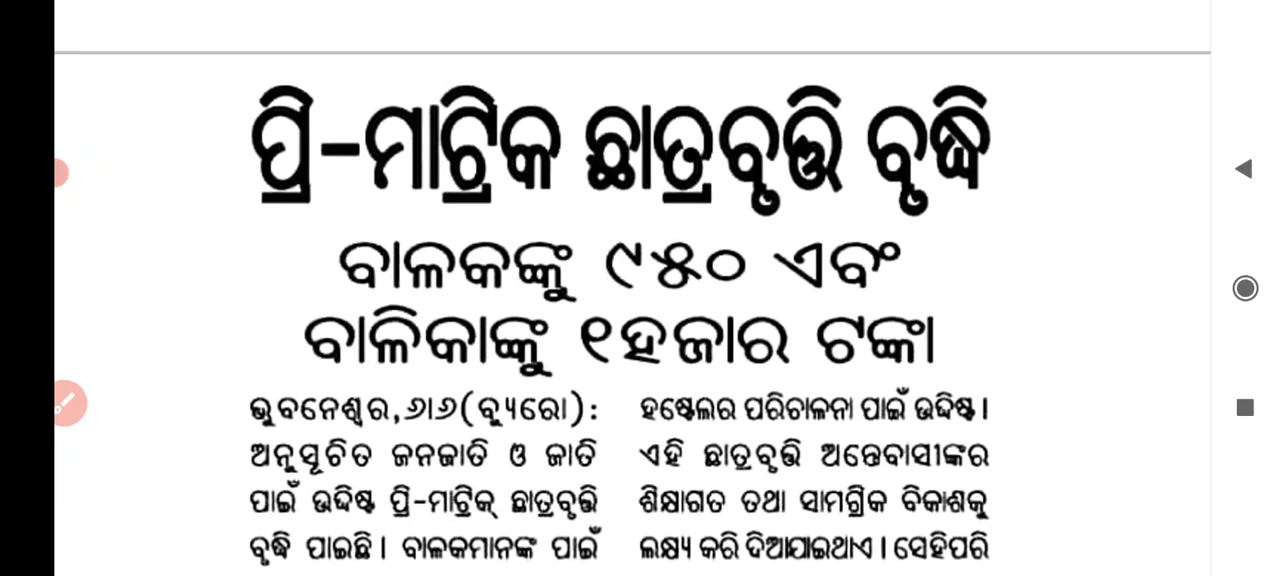 ପ୍ରି-ମାଟ୍ରିକ ଛାତ୍ରବୃତ୍ତି ବୃଦ୍ଧି
ବାଳକଙ୍କୁ ୯୫୦ ଏବଂ
ବାଳିକାଙ୍କୁ ୧ହଜାର ଟଙ୍କା
ଭୁବନେଶ୍ୱର,୬ା୬(ବ୍ୟୁରୋ):
ଅନୁସୂଚିତ ଜନଜାତି ଓ ଜାତି
ପାଇଁ ଉଦ୍ଦିଷ୍ଟ ପ୍ରି-ମାଟ୍ରିକ୍ ଛାତ୍ରବୃତ୍ତି
ବୃଦ୍ଧି ପାଇଛି। ବାଳକମାନଙ୍କ ପାଇଁ
ହଷ୍ଟେଲର ପରିଚାଳନା ପାଇଁ ଉଦ୍ଦିଷ୍ଟ।
ଏହି ଛାତ୍ରବୃତ୍ତି ଅନ୍ତେବାସୀଙ୍କର
ଶିକ୍ଷାଗତ ତଥା ସାମଗ୍ରିକ ବିକାଶକୁ
ଲକ୍ଷ୍ୟ କରି ଦିଆଯାଇଥାଏ। ସେହିପରି